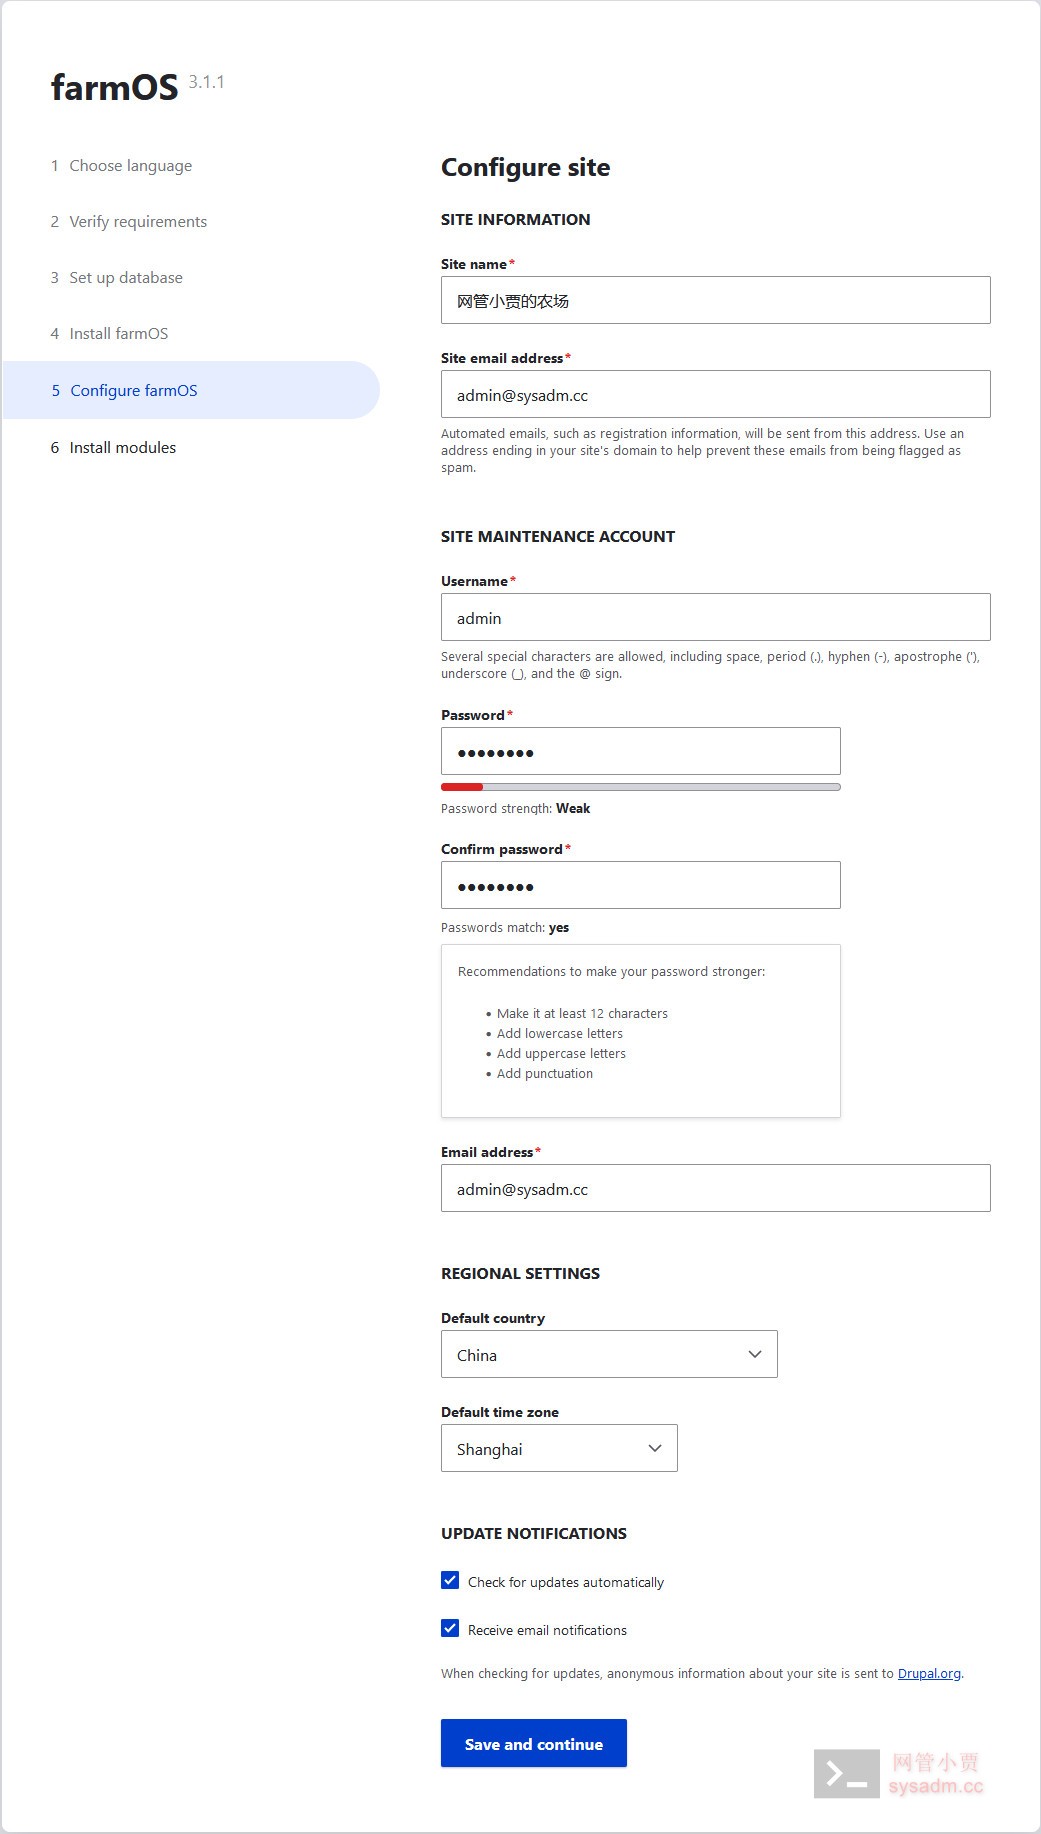 farmOS 3.1.1
1 Choose language
2 Verify requirements
3 Set up database
4 Install farmOS
5 Configure farmOS
6 Install modules
Configure site
SITE INFORMATION
Site name*
网管小贾的农场
Site email address*
admin@sysadm.cc
Automated emails, such as registration information, will be sent from this address. Use an
address ending in your site's domain to help prevent these emails from being flagged as
spam.
SITE MAINTENANCE ACCOUNT
Username*
admin
Several special characters are allowed, including space, period (.), hyphen (-), apostrophe ('),
underscore (_), and the @ sign.
Password*
●●●●●●●●
Password strength: Weak
Confirm password*
●●●●●●●●
Passwords match: yes
Recommendations to make your password stronger:
• Make it at least 12 characters
• Add lowercase letters
• Add uppercase letters
• Add punctuation
Email address*
admin@sysadm.cc
REGIONAL SETTINGS
Default country
China
Default time zone
Shanghai
UPDATE NOTIFICATIONS
Check for updates automatically
Receive email notifications
When checking for updates, anonymous information about your site is sent to Drupal.org.
Save and continue
网管小贾
sysadm.cc